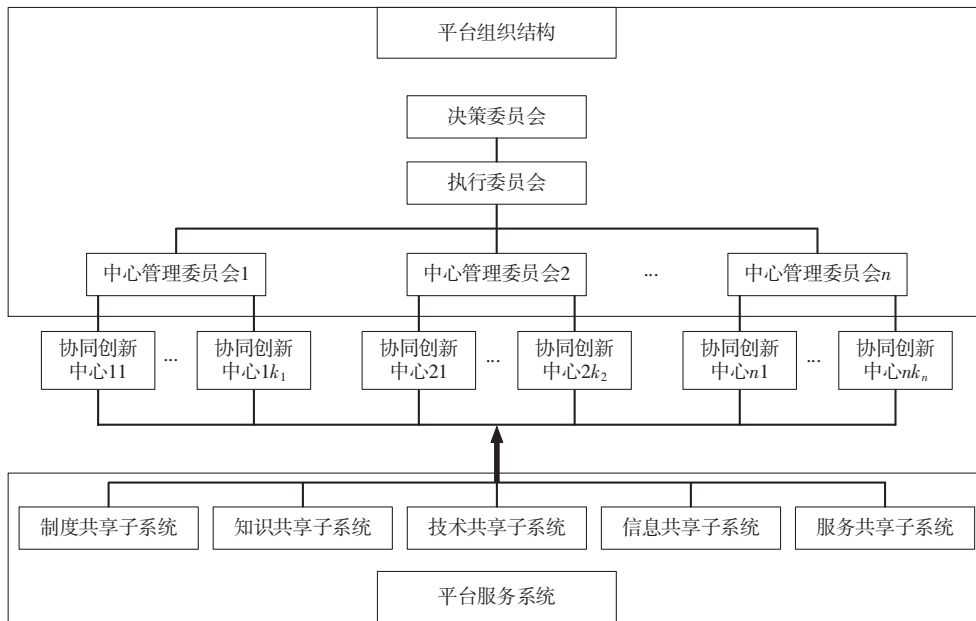 平台组织结构
决策委员会
执行委员会
中心管理委员会1
中心管理委员会2
...
中心管理委员会n
协同创新
中心11
...
协同创新
中心1k₁
协同创新
中心21
...
协同创新
中心2k₂
协同创新
中心n1
...
协同创新
中心nkₙ
制度共享子系统
知识共享子系统
技术共享子系统
信息共享子系统
服务共享子系统
平台服务系统